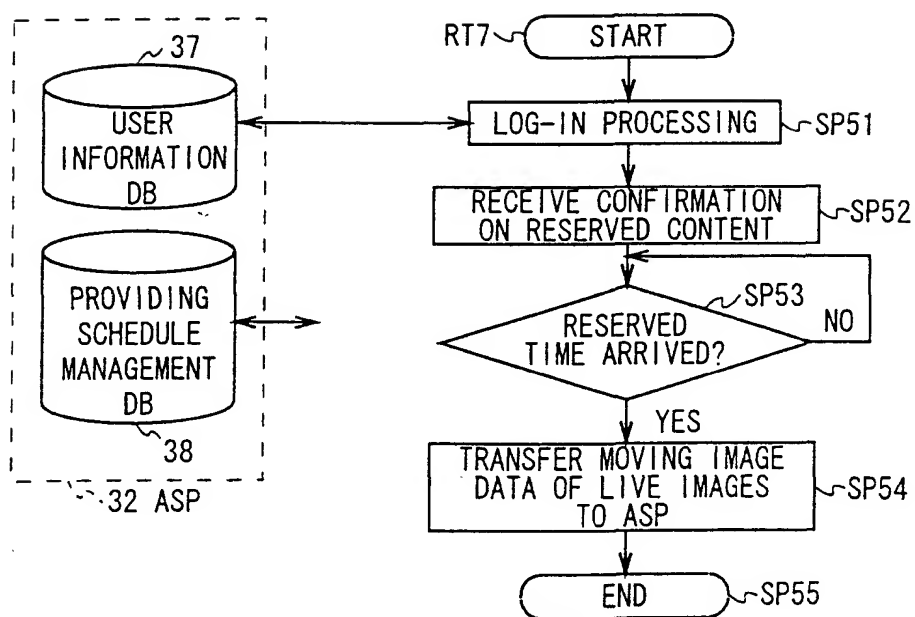 37
USER
INFORMATION
DB
PROVIDING
SCHEDULE
MANAGEMENT
DB
38
32 ASP
RT7
START
LOG-IN PROCESSING
SP51
RECEIVE CONFIRMATION
ON RESERVED CONTENT
SP52
SP53
RESERVED
TIME ARRIVED?
NO
YES
TRANSFER MOVING IMAGE
DATA OF LIVE IMAGES
TO ASP
SP54
END
SP55